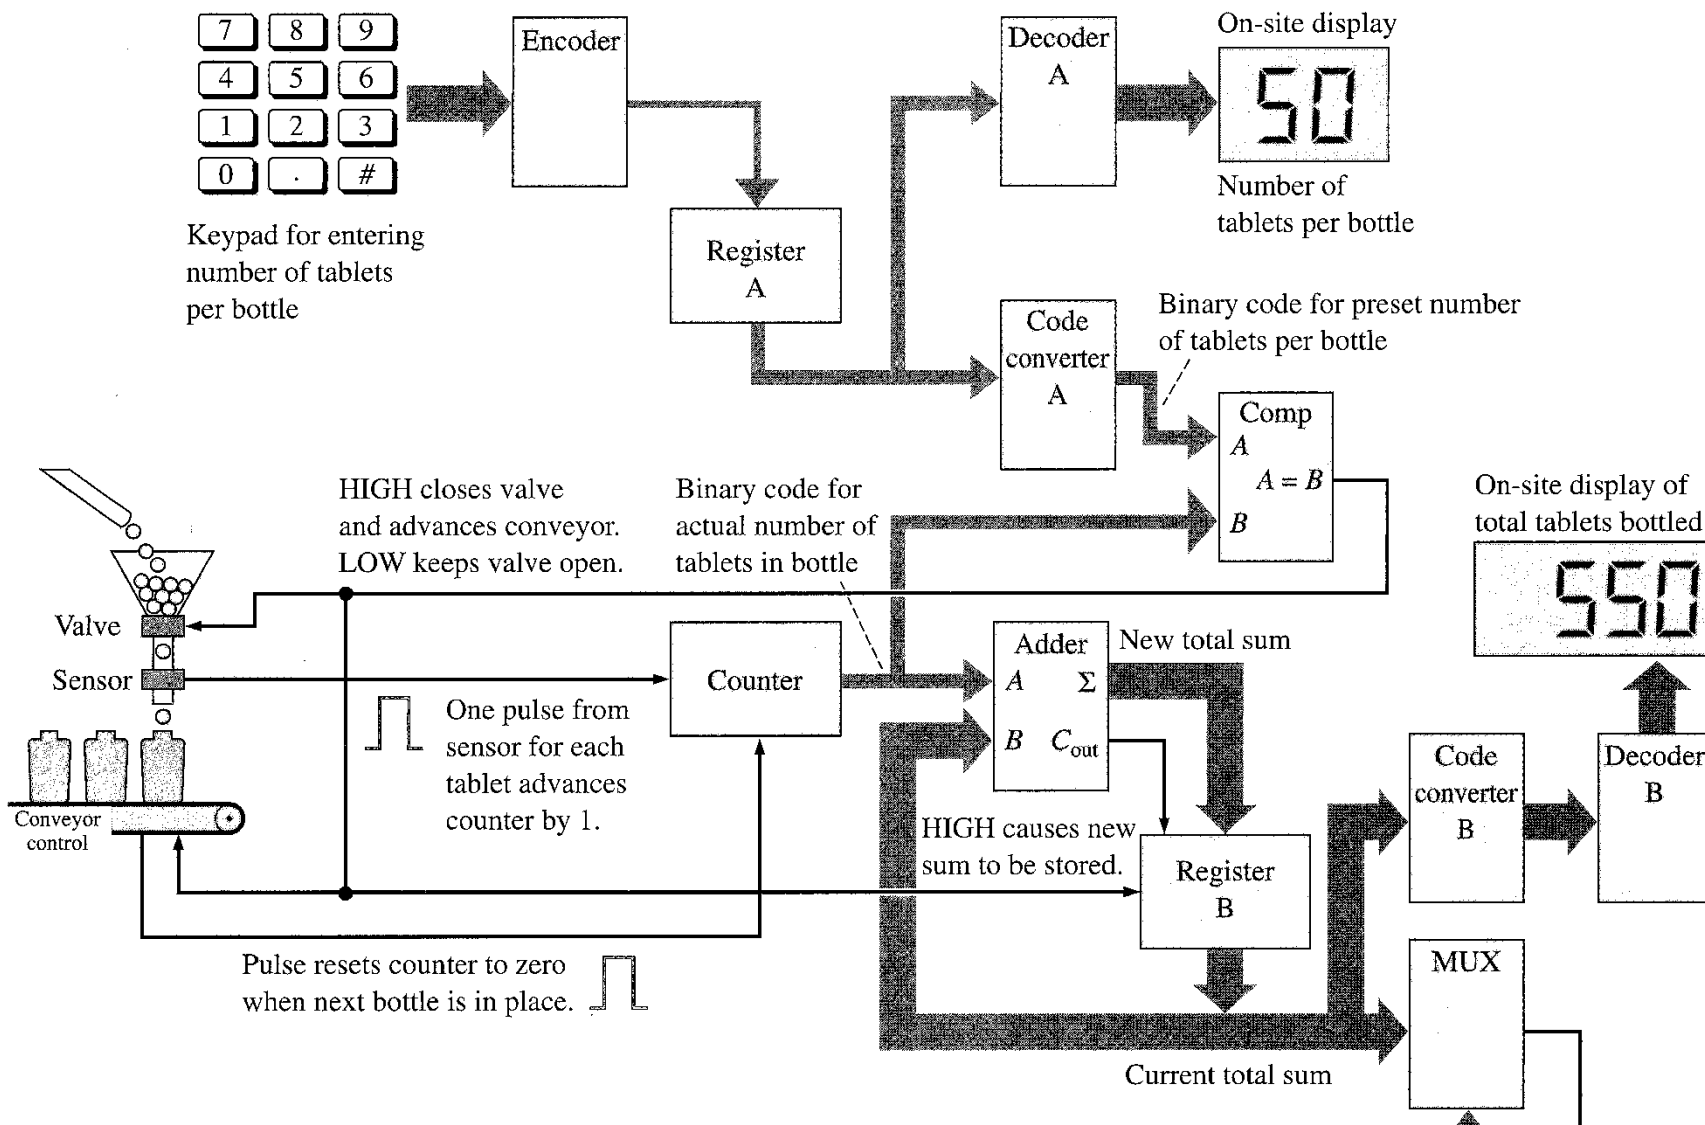 7 8 9
4 5 6
1 2 3
0 . #
Keypad for entering
number of tablets
per bottle
Encoder
Register
A
Decoder
A
On-site display
50
Number of
tablets per bottle
Code
converter
A
Binary code for preset number
of tablets per bottle
Comp
A
A = B
B
HIGH closes valve
and advances conveyor.
LOW keeps valve open.
Binary code for
actual number of
tablets in bottle
On-site display of
total tablets bottled
550
Valve
Sensor
Counter
One pulse from
sensor for each
tablet advances
counter by 1.
Adder
A Σ
B Cout
New total sum
Conveyor
control
HIGH causes new
sum to be stored.
Register
B
Code
converter
B
Decoder
B
Pulse resets counter to zero
when next bottle is in place.
MUX
Current total sum